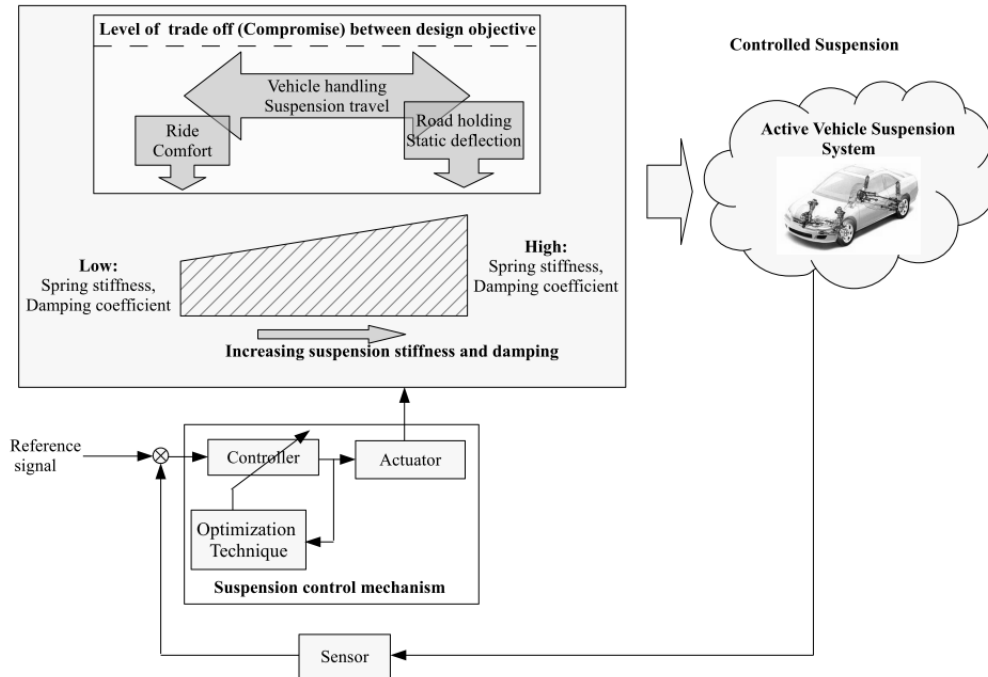 Level of trade off (Compromise) between design objective
Vehicle handling
Suspension travel
Ride
Comfort
Road holding
Static deflection
Low:
Spring stiffness,
Damping coefficient
High:
Spring stiffness,
Damping coefficient
Increasing suspension stiffness and damping
Controlled Suspension
Active Vehicle Suspension
System
Reference
signal
Controller
Actuator
Optimization
Technique
Suspension control mechanism
Sensor